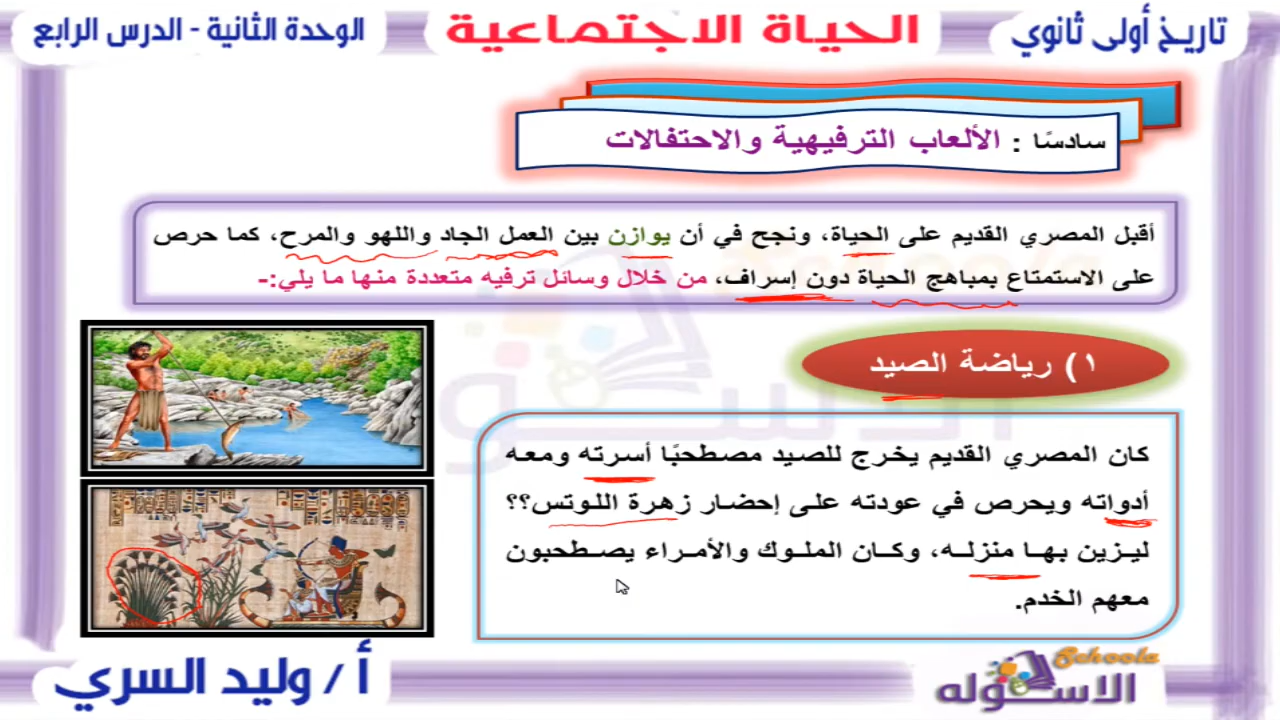 تاريخ أولى ثانوي
الحياة الاجتماعية
الوحدة الثانية - الدرس الرابع
سادسًا : الألعاب الترفيهية والاحتفالات
أقبل المصري القديم على الحياة، ونجح في أن يوازن بين العمل الجاد واللهو والمرح، كما حرص
على الاستمتاع بمباهج الحياة دون إسراف، من خلال وسائل ترفيه متعددة منها ما يلي:-
١) رياضة الصيد
كان المصري القديم يخرج للصيد مصطحبًا أسرته ومعه
أدواته ويحرص في عودته على إحضار زهرة اللوتس؟؟
ليزين بها منزله، وكان الملوك والأمراء يصطحبون
معهم الخدم.
أ / وليد السري
Schoola
الاسـوله